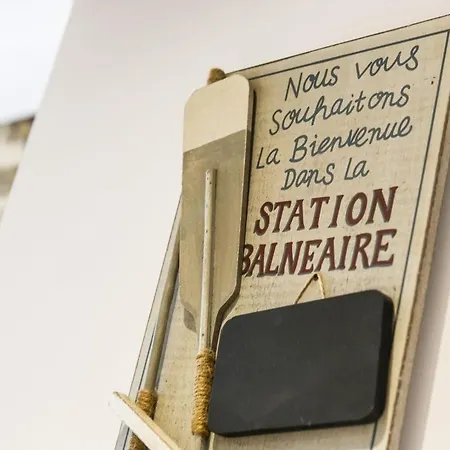 Nous vous
Souhaitons
La Bienvenue
Dans La
STATION
BALNEAIRE